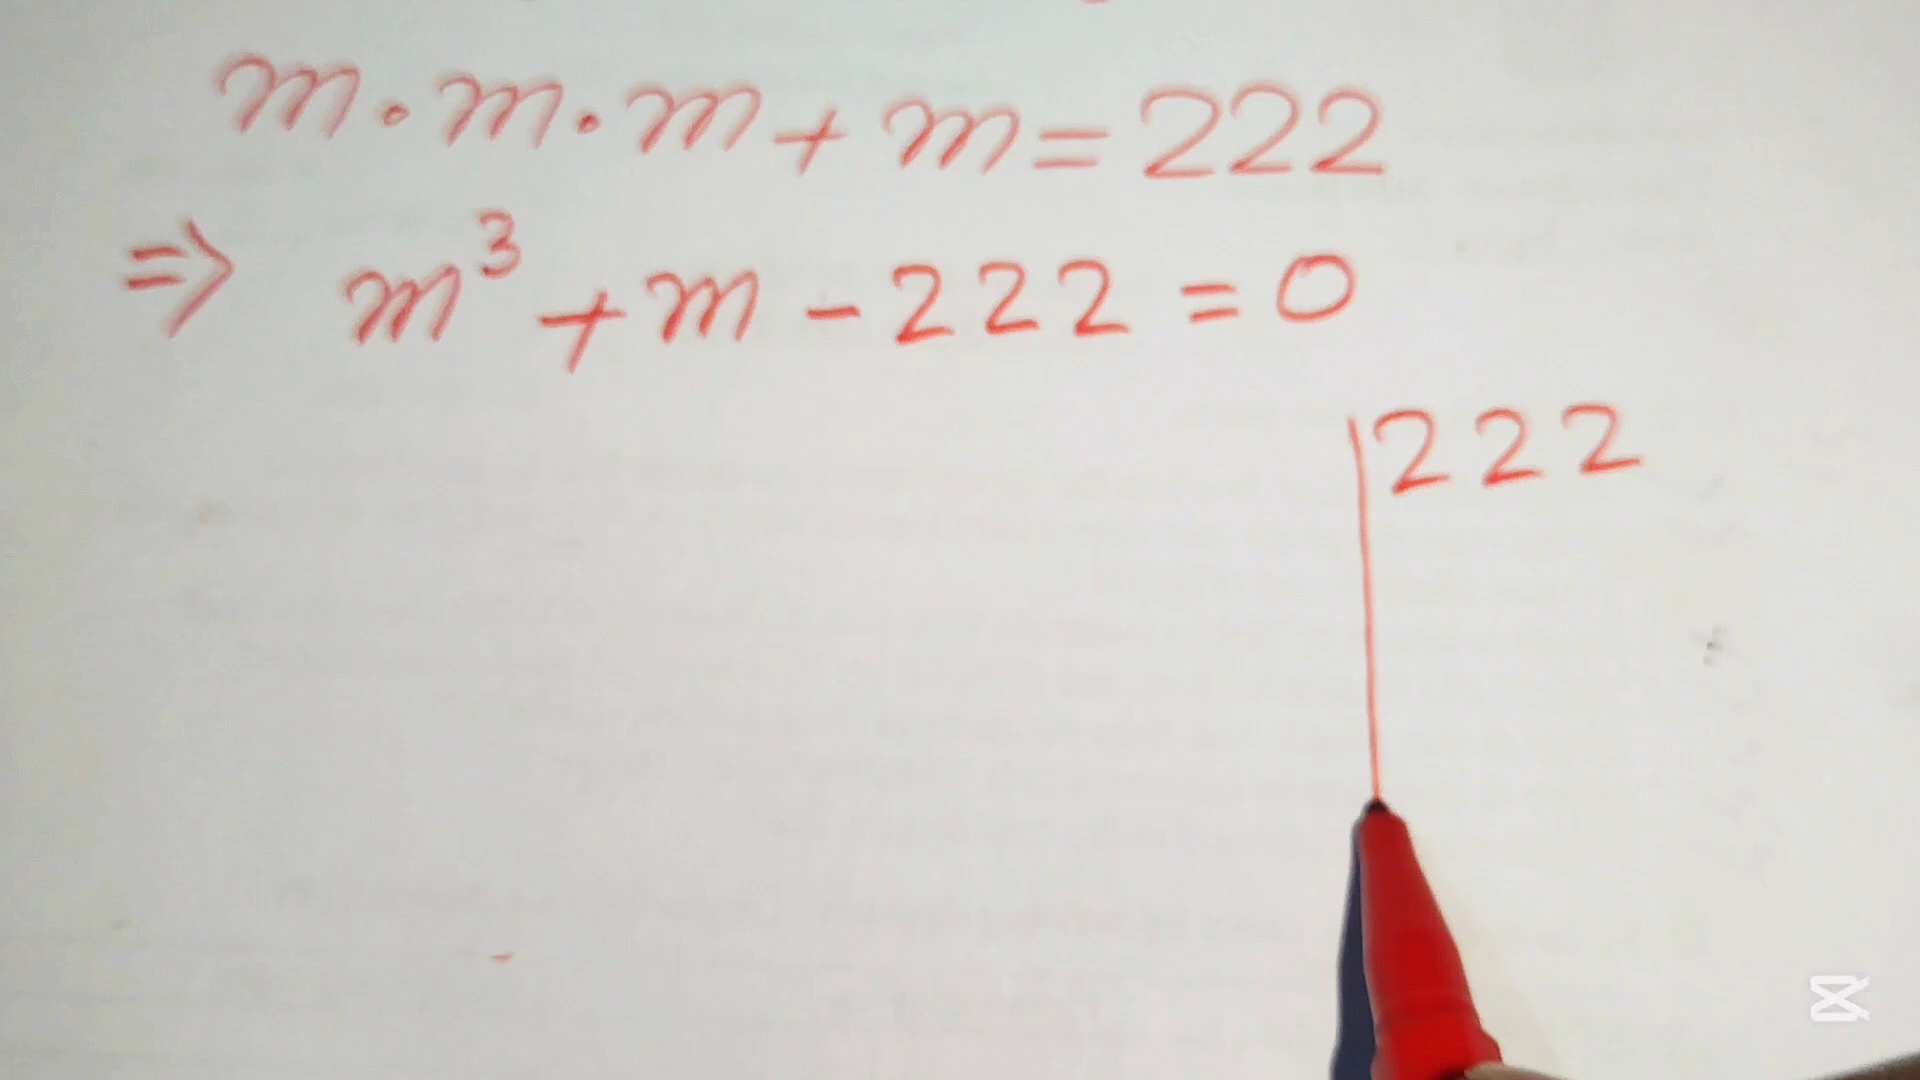 m・m・m + m = 222
⇒ m³ + m - 222 = 0
222